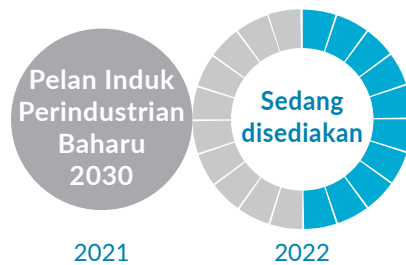 Pelan Induk
Perindustrian
Baharu
2030
Sedang
disediakan
2021
2022